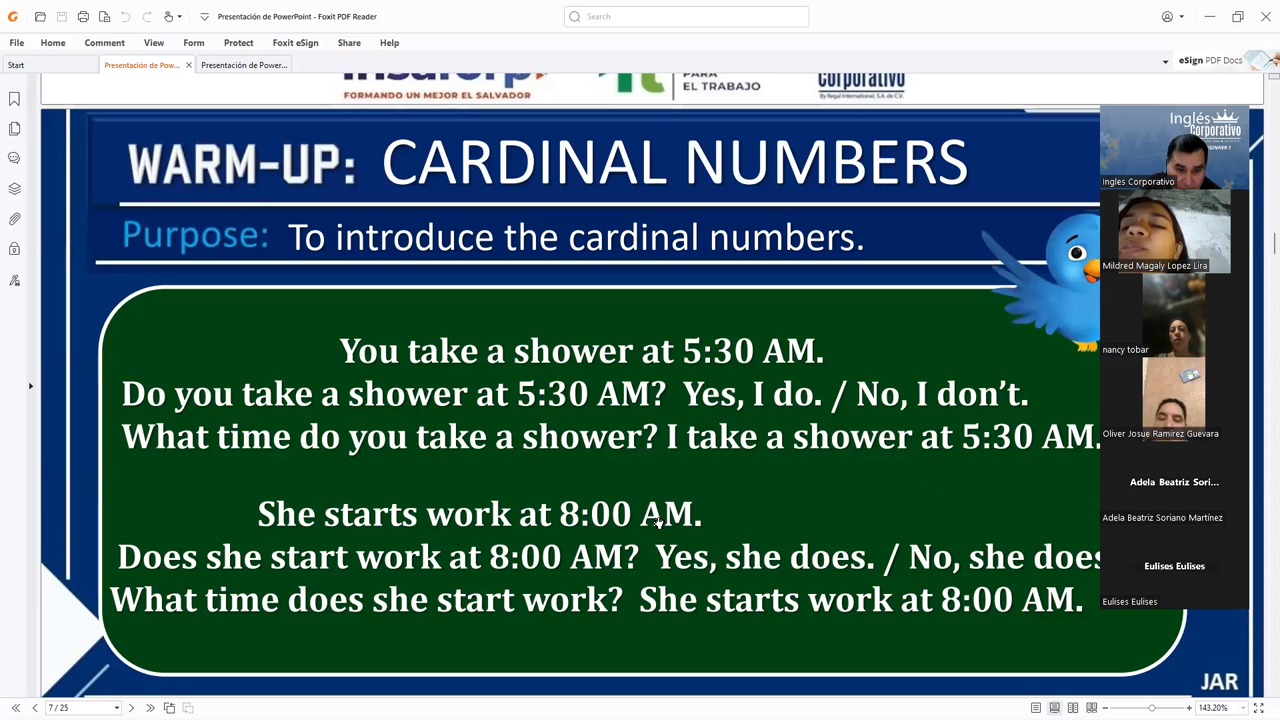 Presentación de PowerPoint - Foxit PDF Reader
Search
File Home Comment View Form Protect Foxit eSign Share Help
Start
Presentación de Pow...
Presentación de Power...
eSign PDF Docs
FORMANDO UN MEJOR EL SALVADOR
PARA
EL TRABAJO
corporativo
By Regal International, S.A. de C.V.
WARM-UP: CARDINAL NUMBERS
Purpose: To introduce the cardinal numbers.
You take a shower at 5:30 AM.
Do you take a shower at 5:30 AM? Yes, I do. / No, I don't.
What time do you take a shower? I take a shower at 5:30 AM.
She starts work at 8:00 AM.
Does she start work at 8:00 AM? Yes, she does. / No, she does
What time does she start work? She starts work at 8:00 AM.
JAR
Inglés
Corporativo
Ingles Corporativo
Mildred Magaly Lopez Lira
nancy tobar
Oliver Josue Ramirez Guevara
Adela Beatriz Sori...
Adela Beatriz Soriano Martínez
Eulises Eulises
Eulises Eulises
7 / 25
143.20%